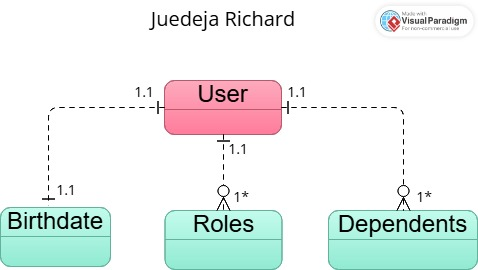 Juedeja Richard
Made with
Visual Paradigm
For non-commercial use
User
1.1
1.1
1.1
1.1
1*
1*
Birthdate
Roles
Dependents